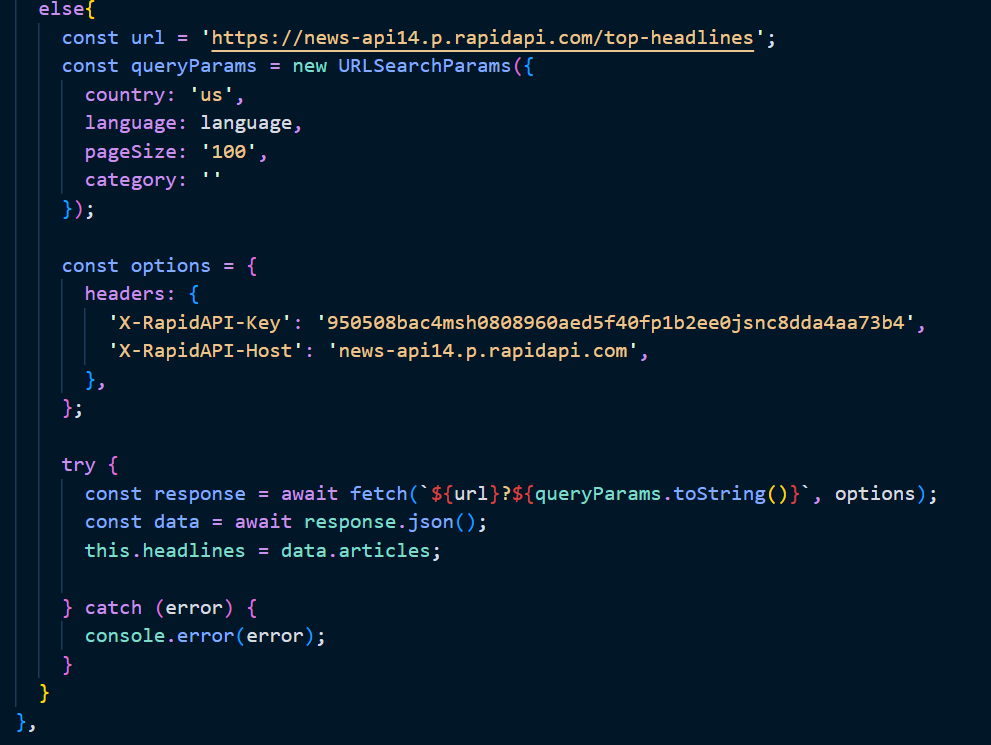 else{
const url = 'https://news-api14.p.rapidapi.com/top-headlines';
const queryParams = new URLSearchParams({
country: 'us',
language: language,
pageSize: '100',
category: ''
});
const options = {
headers: {
'X-RapidAPI-Key': '950508bac4msh0808960aed5f40fp1b2ee0jsnc8dda4aa73b4',
'X-RapidAPI-Host': 'news-api14.p.rapidapi.com',
},
};
try {
const response = await fetch(`${url}?${queryParams.toString()}`, options);
const data = await response.json();
this.headlines = data.articles;
} catch (error) {
console.error(error);
}
}
},